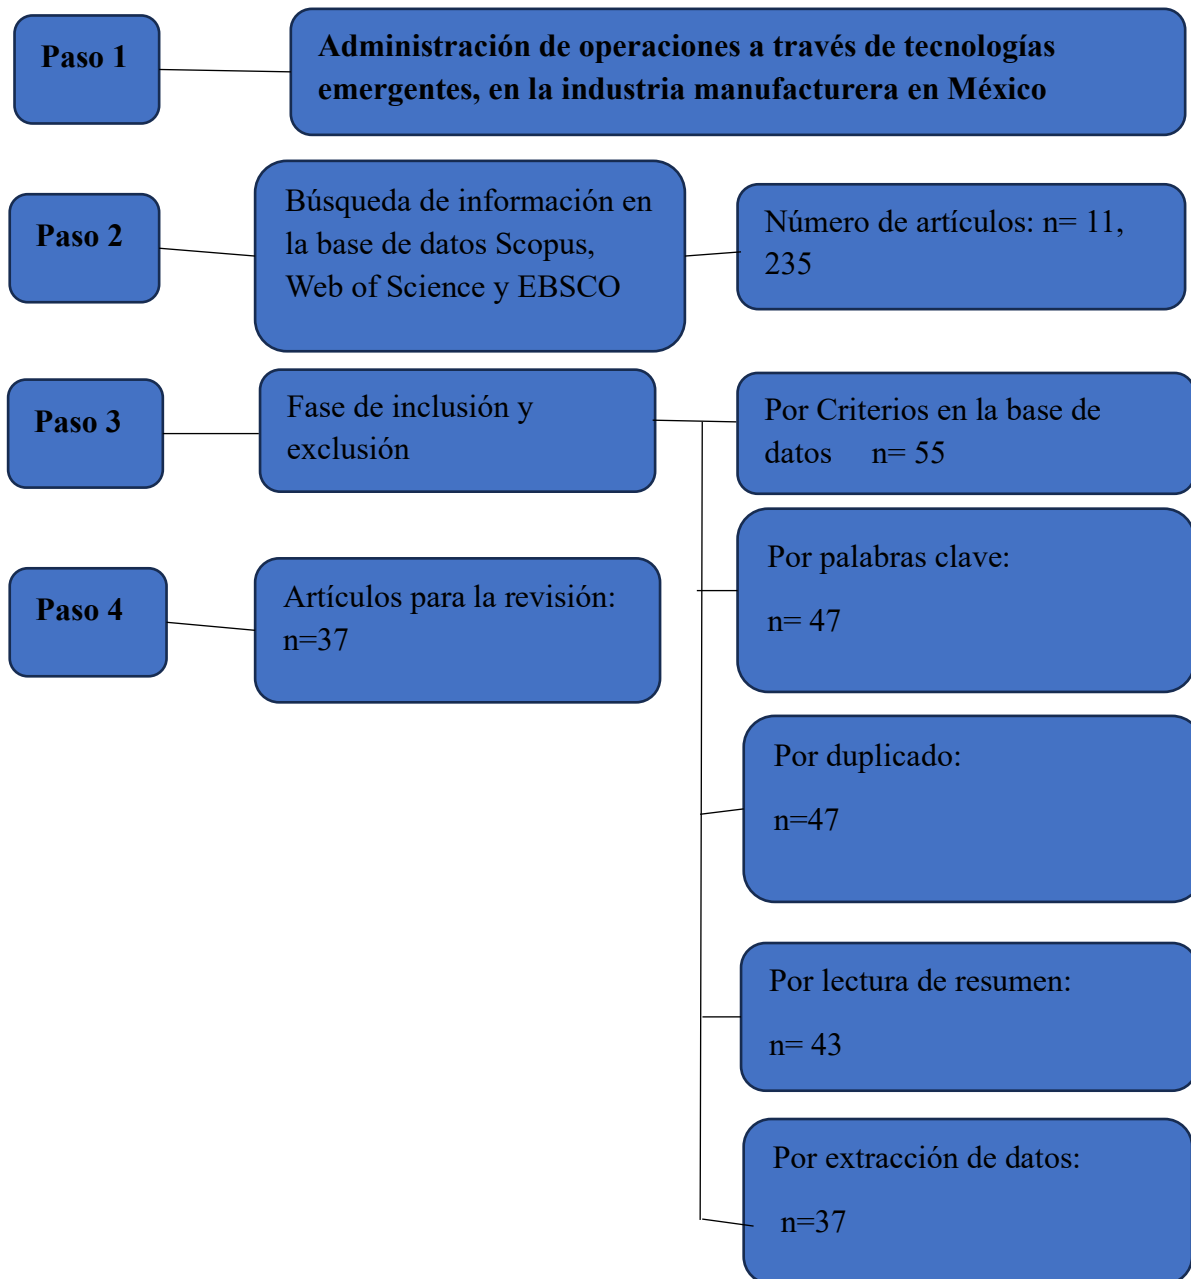 Paso 1
Administración de operaciones a través de tecnologías
emergentes, en la industria manufacturera en México
Paso 2
Búsqueda de información en
la base de datos Scopus,
Web of Science y EBSCO
Número de artículos: n= 11,
235
Paso 3
Fase de inclusión y
exclusión
Por Criterios en la base de
datos n= 55
Por palabras clave:
n= 47
Por duplicado:
n=47
Por lectura de resumen:
n= 43
Por extracción de datos:
n=37
Paso 4
Artículos para la revisión:
n=37